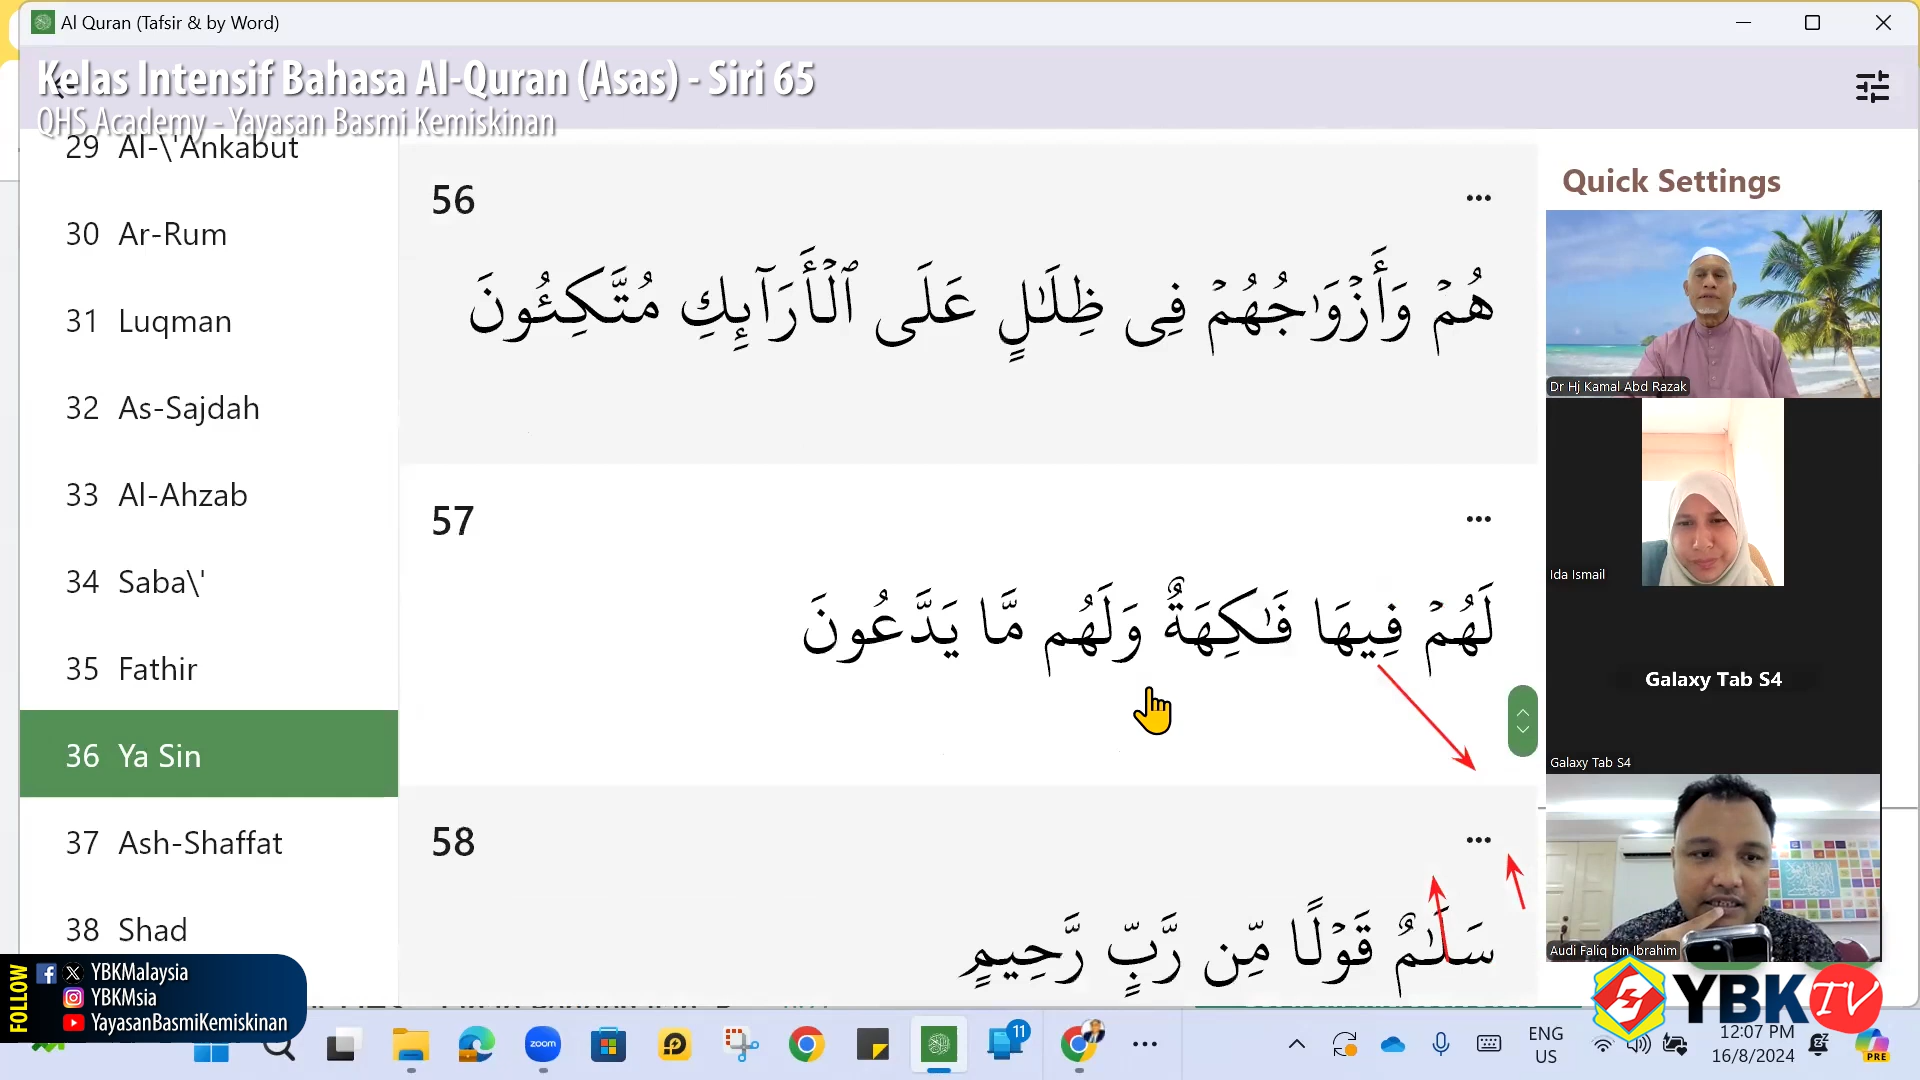 Al Quran (Tafsir & by Word)
Kelas Intensif Bahasa Al-Quran (Asas) - Siri 65
QHS Academy - Yayasan Basmi Kemiskinan
29 Al-\'Ankabut
30 Ar-Rum
31 Luqman
32 As-Sajdah
33 Al-Ahzab
34 Saba\'
35 Fathir
36 Ya Sin
37 Ash-Shaffat
38 Shad
56
هُمْ وَأَزْوَٰجُهُمْ فِى ظِلَـٰلٍ عَلَى ٱلْأَرَآئِكِ مُتَّكِـُٔونَ
57
لَهُمْ فِيهَا فَـٰكِهَةٌ وَلَهُم مَّا يَدَّعُونَ
58
سَلَـٰمٌ قَوْلًا مِّن رَّبٍّ رَّحِيمٍ
Quick Settings
Dr Hj Kamal Abd Razak
Ida Ismail
Galaxy Tab S4
Galaxy Tab S4
Audi Faliq bin Ibrahim
FOLLOW
YBKMalaysia
YBKMsia
YayasanBasmiKemiskinan
YBK TV
zoom
11
ENG
US
12:07 PM
16/8/2024
PRE